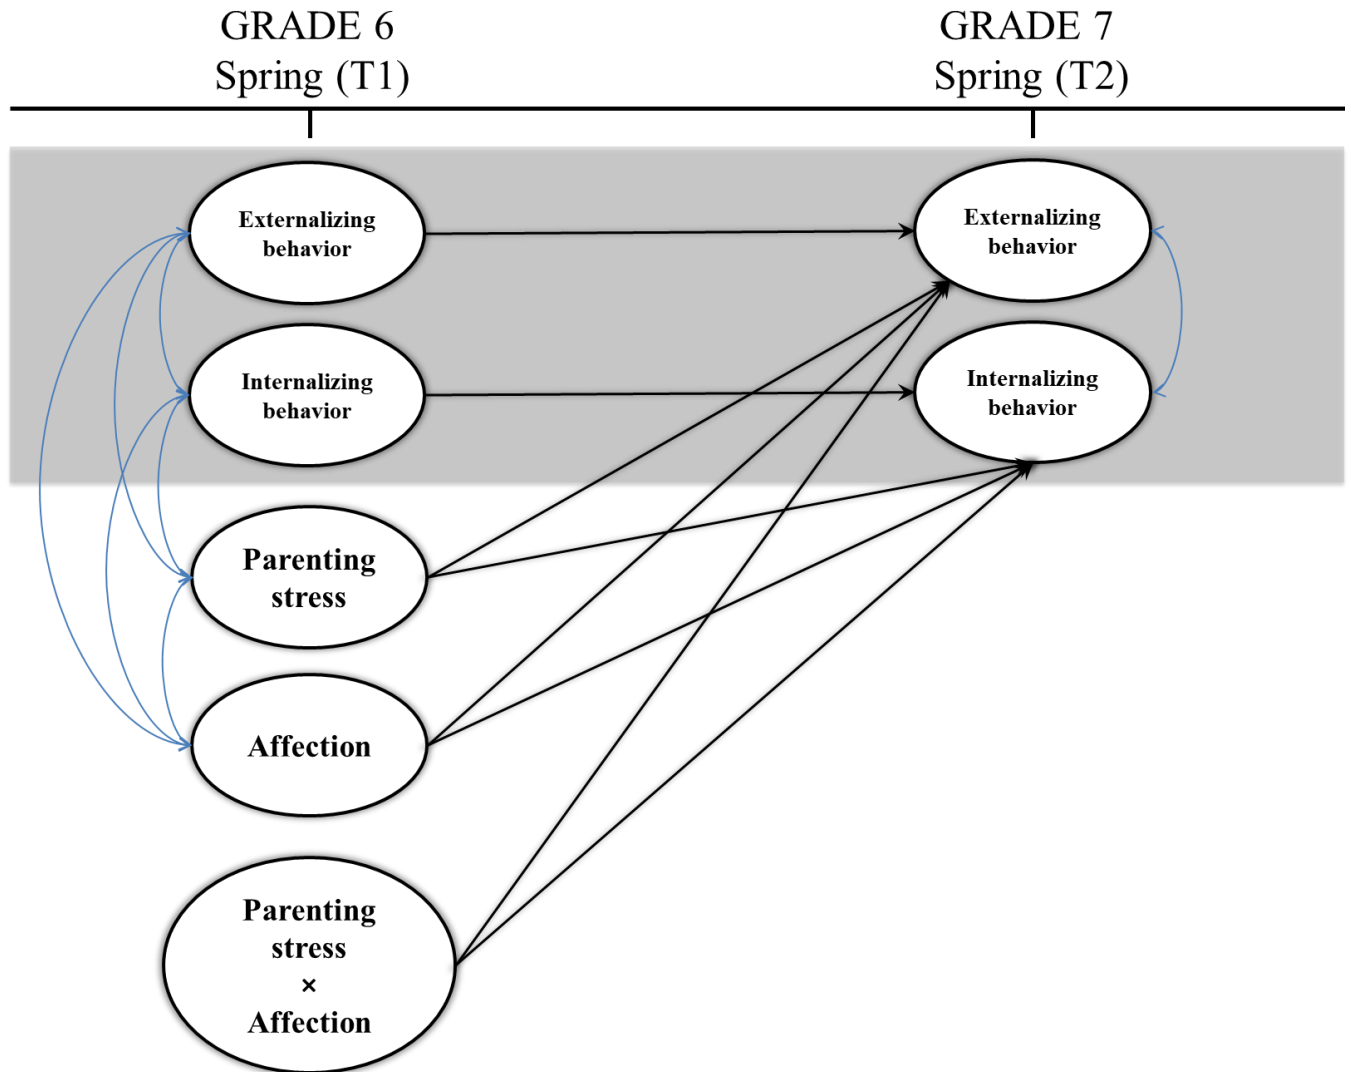 GRADE 6
Spring (T1)
GRADE 7
Spring (T2)
Externalizing
behavior
Externalizing
behavior
Internalizing
behavior
Internalizing
behavior
Parenting
stress
Affection
Parenting
stress
×
Affection